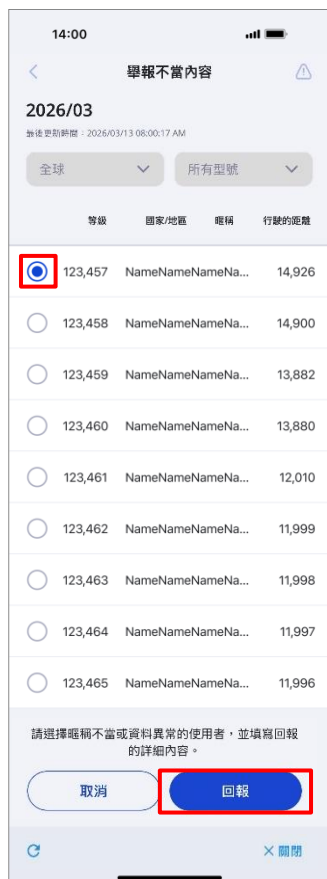 14:00
舉報不當內容
2026/03
最後更新時間：2026/03/13 08:00:17 AM
全球 所有型號
等級 國家/地區 暱稱 行駛的距離
123,457 NameNameNameNa... 14,926
123,458 NameNameNameNa... 14,900
123,459 NameNameNameNa... 13,882
123,460 NameNameNameNa... 13,880
123,461 NameNameNameNa... 12,010
123,462 NameNameNameNa... 11,999
123,463 NameNameNameNa... 11,998
123,464 NameNameNameNa... 11,997
123,465 NameNameNameNa... 11,996
請選擇暱稱不當或資料異常的使用者，並填寫回報
的詳細內容。
取消 回報
關閉